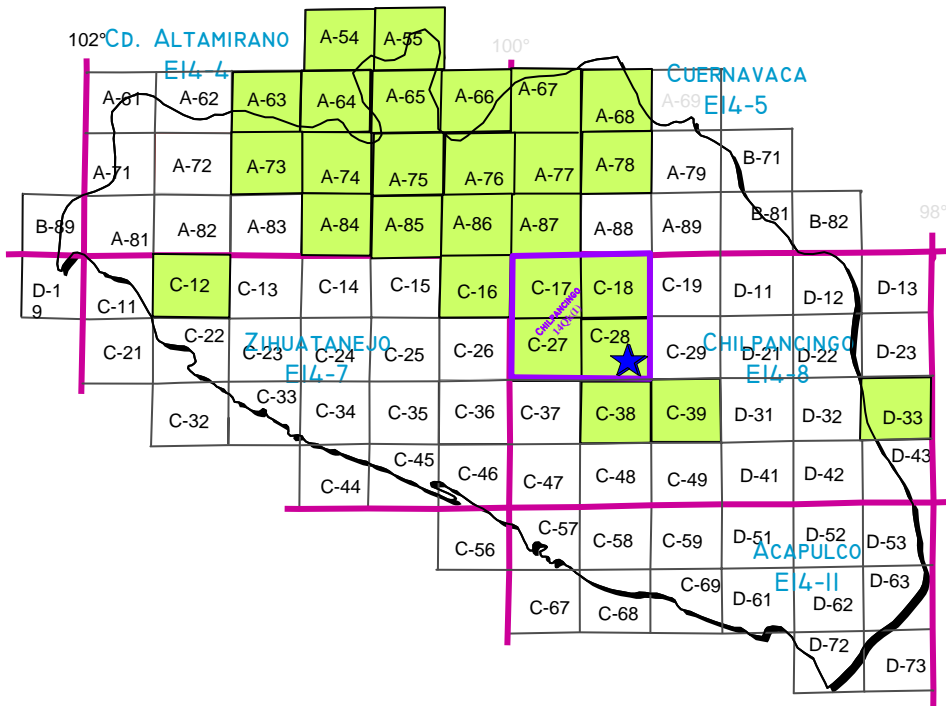 A-54 A-55
102° CD. ALTAMIRANO 100°
E14-4 CUERNAVACA
A-61 A-62 A-63 A-64 A-65 A-66 A-67 A-68 A-69 E14-5
A-71 A-72 A-73 A-74 A-75 A-76 A-77 A-78 A-79 B-71
B-89 A-81 A-82 A-83 A-84 A-85 A-86 A-87 A-88 A-89 B-81 B-82 98°
D-1
9
C-11 C-12 C-13 C-14 C-15 C-16 C-17 C-18 C-19 D-11 D-12 D-13
CHILPANCINGO
14Qk(1)
C-21 C-22 C-23 C-24 C-25 C-26 C-27 C-28 C-29 D-21 D-22 D-23
ZIHUATANEJO CHILPANCINGO
E14-7 E14-8
C-32 C-33 C-34 C-35 C-36 C-37 C-38 C-39 D-31 D-32 D-33
C-44 C-45 C-46 C-47 C-48 C-49 D-41 D-42 D-43
C-56 C-57 C-58 C-59 D-51 D-52 D-53
ACAPULCO
E14-11
C-67 C-68 C-69 D-61 D-62 D-63
D-72 D-73